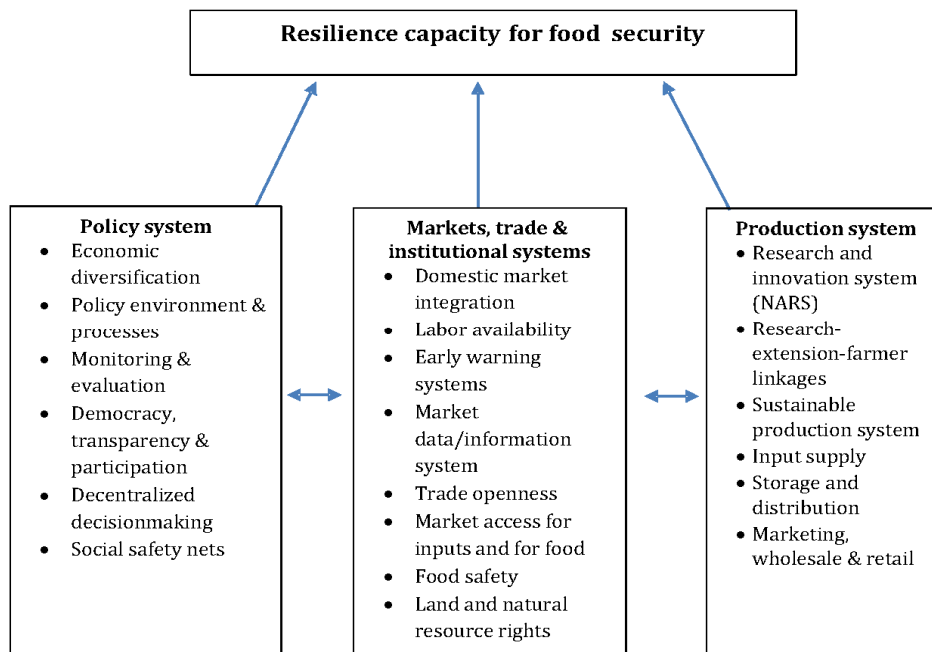 Resilience capacity for food security
Policy system
• Economic
diversification
• Policy environment &
processes
• Monitoring &
evaluation
• Democracy,
transparency &
participation
• Decentralized
decisionmaking
• Social safety nets
Markets, trade &
institutional systems
• Domestic market
integration
• Labor availability
• Early warning
systems
• Market
data/information
system
• Trade openness
• Market access for
inputs and for food
• Food safety
• Land and natural
resource rights
Production system
• Research and
innovation system
(NARS)
• Research-
extension-farmer
linkages
• Sustainable
production system
• Input supply
• Storage and
distribution
• Marketing,
wholesale & retail